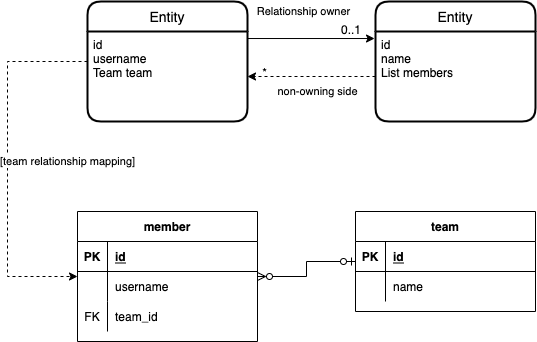 Entity
id
username
Team team
Relationship owner
0..1
*
non-owning side
Entity
id
name
List members
[team relationship mapping]
member
PK id
username
FK team_id
team
PK id
name